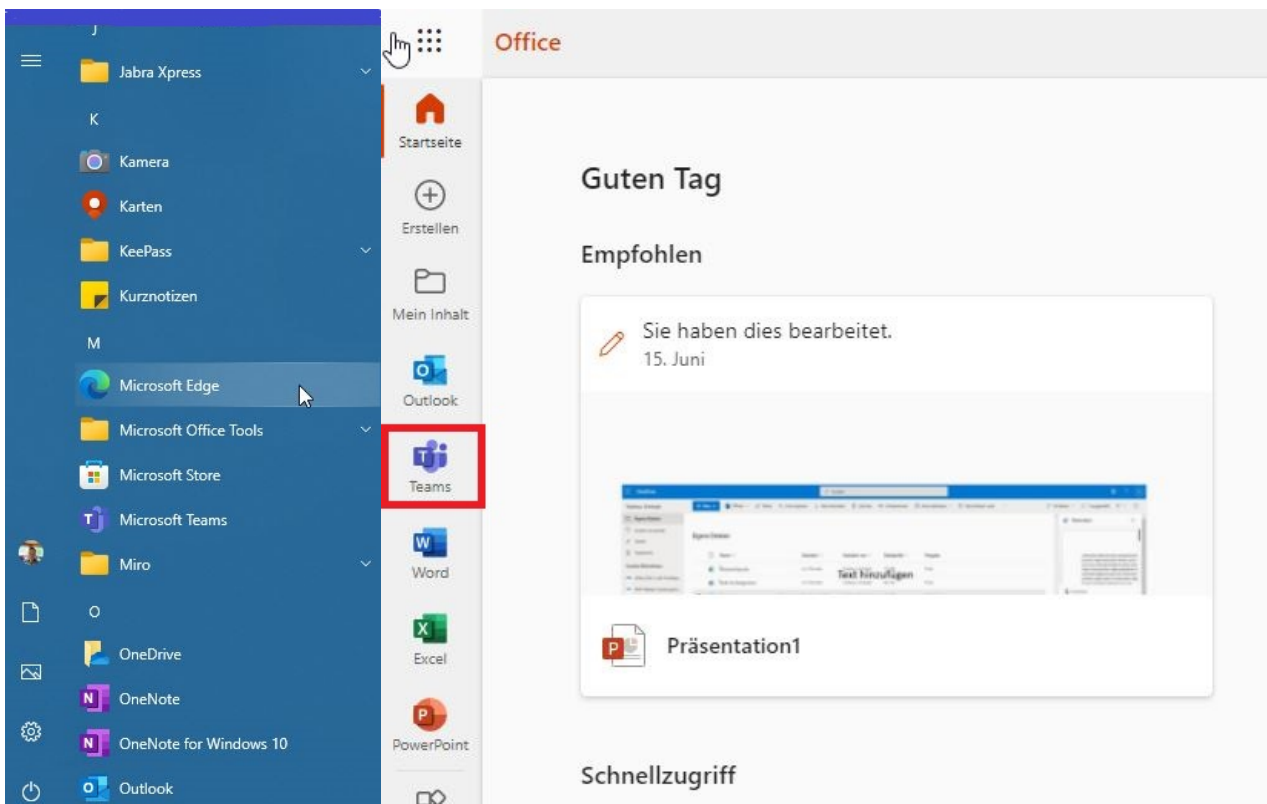 J
Jabra Xpress
K
Kamera
Karten
KeePass
Kurznotizen
M
Microsoft Edge
Microsoft Office Tools
Microsoft Store
Microsoft Teams
Miro
O
OneDrive
OneNote
OneNote for Windows 10
Outlook
Office
Startseite
Erstellen
Mein Inhalt
Outlook
Teams
Word
Excel
PowerPoint
Guten Tag
Empfohlen
Sie haben dies bearbeitet.
15. Juni
Text hinzufügen
Präsentation1
Schnellzugriff